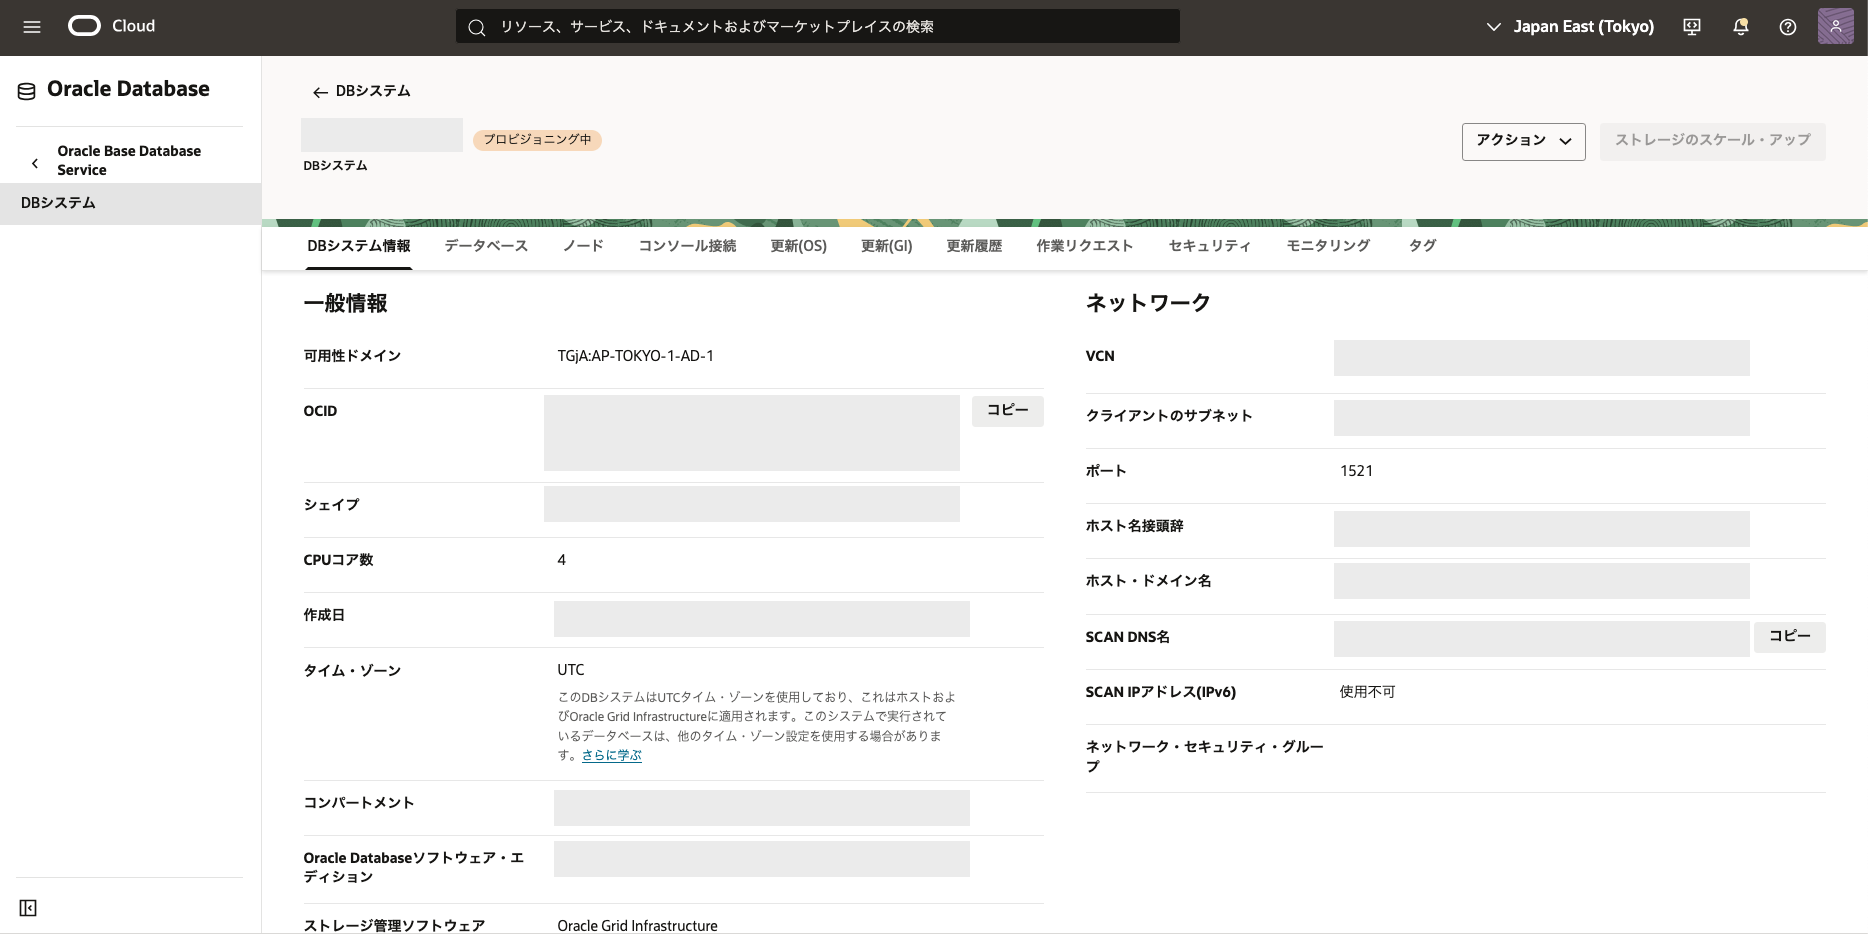 Cloud
リソース、サービス、ドキュメントおよびマーケットプレイスの検索
Japan East (Tokyo)
Oracle Database
Oracle Base Database
Service
DBシステム
DBシステム
プロビジョニング中
DBシステム
アクション
ストレージのスケール・アップ
DBシステム情報
データベース
ノード
コンソール接続
更新(OS)
更新(GI)
更新履歴
作業リクエスト
セキュリティ
モニタリング
タグ
一般情報
可用性ドメイン
TGjA:AP-TOKYO-1-AD-1
OCID
コピー
シェイプ
CPUコア数
4
作成日
タイム・ゾーン
UTC
このDBシステムはUTCタイム・ゾーンを使用しており、これはホストおよ
びOracle Grid Infrastructureに適用されます。このシステムで実行されて
いるデータベースは、他のタイム・ゾーン設定を使用する場合がありま
す。さらに学ぶ
コンパートメント
Oracle Databaseソフトウェア・エ
ディション
ストレージ管理ソフトウェア
Oracle Grid Infrastructure
ネットワーク
VCN
クライアントのサブネット
ポート
1521
ホスト名接頭辞
ホスト・ドメイン名
SCAN DNS名
コピー
SCAN IPアドレス(IPv6)
使用不可
ネットワーク・セキュリティ・グルー
プ